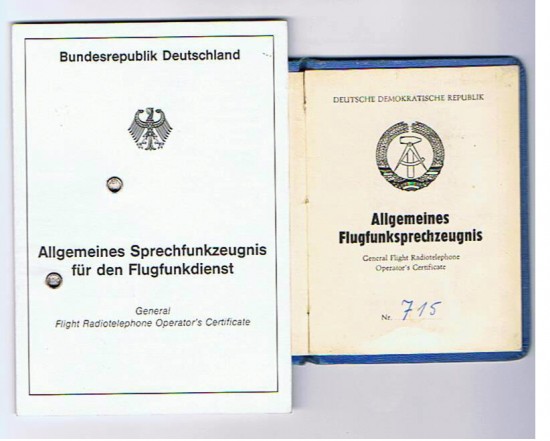 Bundesrepublik Deutschland
Allgemeines Sprechfunkzeugnis
für den Flugfunkdienst
General
Flight Radiotelephone Operator's Certificate
DEUTSCHE DEMOKRATISCHE REPUBLIK
Allgemeines
Flugfunksprechzeugnis
General Flight Radiotelephone
Operator's Certificate
Nr. 715